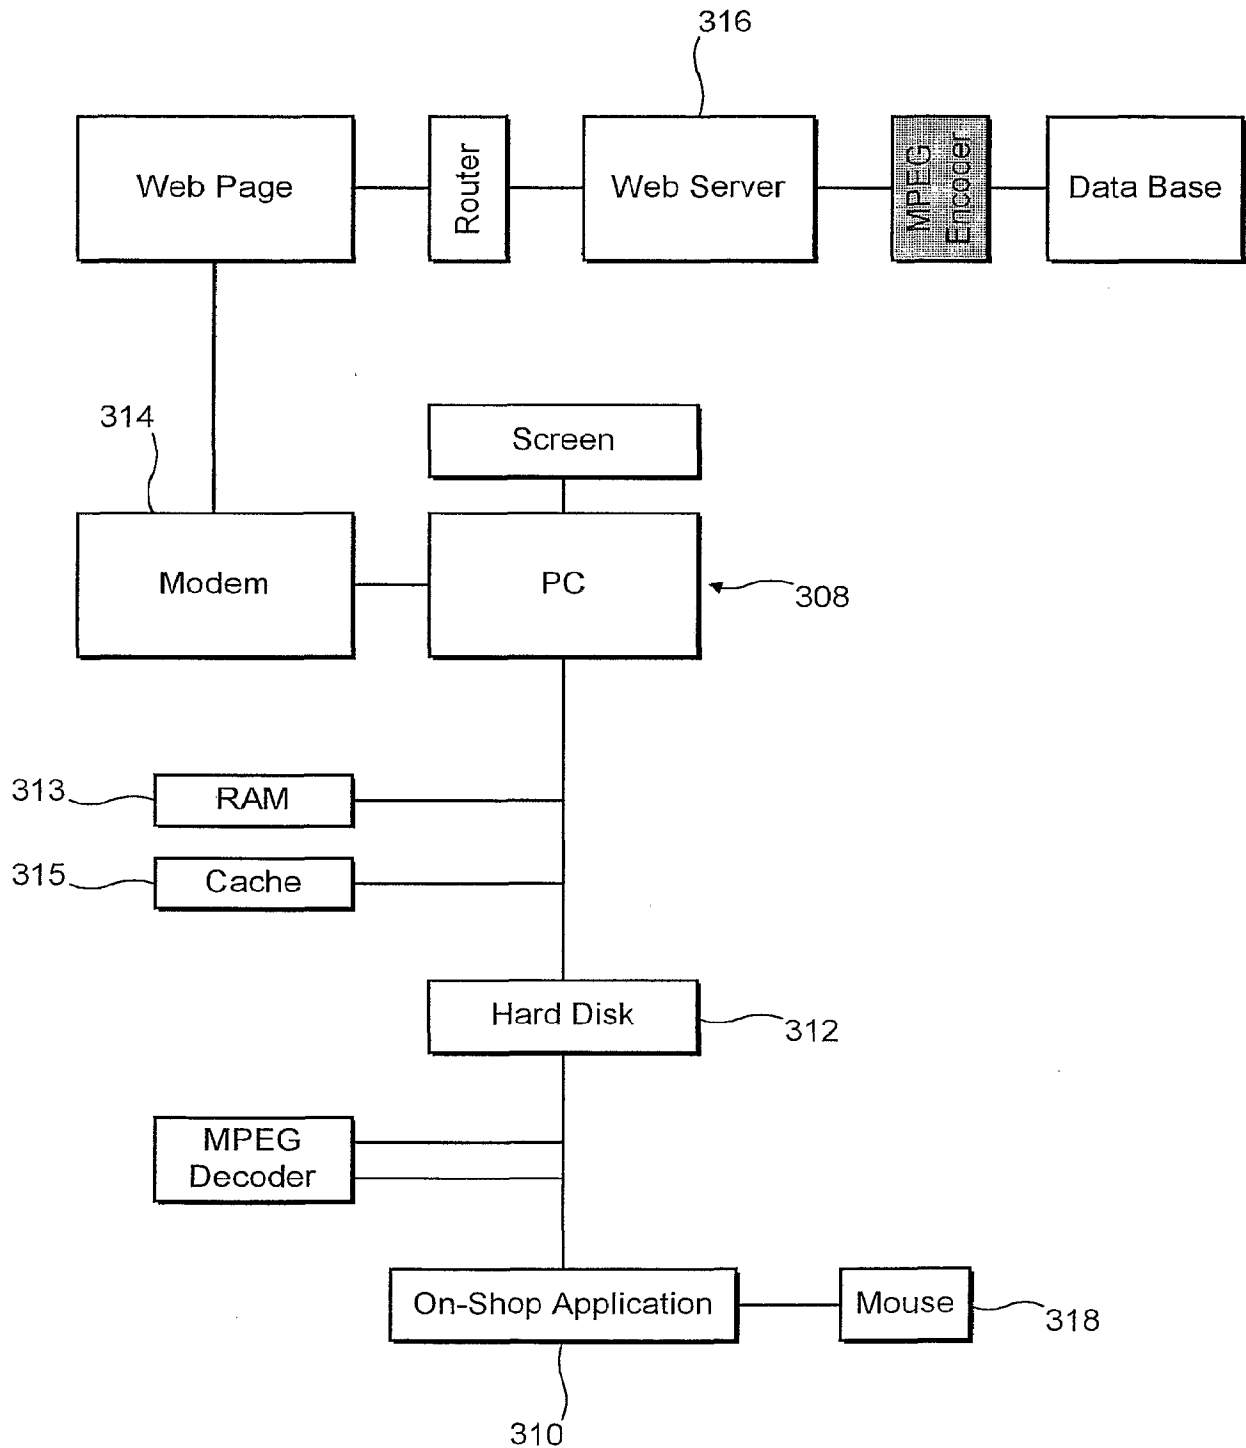 316
Web Page
Router
Web Server
MPEG
Encoder
Data Base
314
Screen
Modem
PC
308
313
RAM
315
Cache
Hard Disk
312
MPEG
Decoder
On-Shop Application
Mouse
318
310